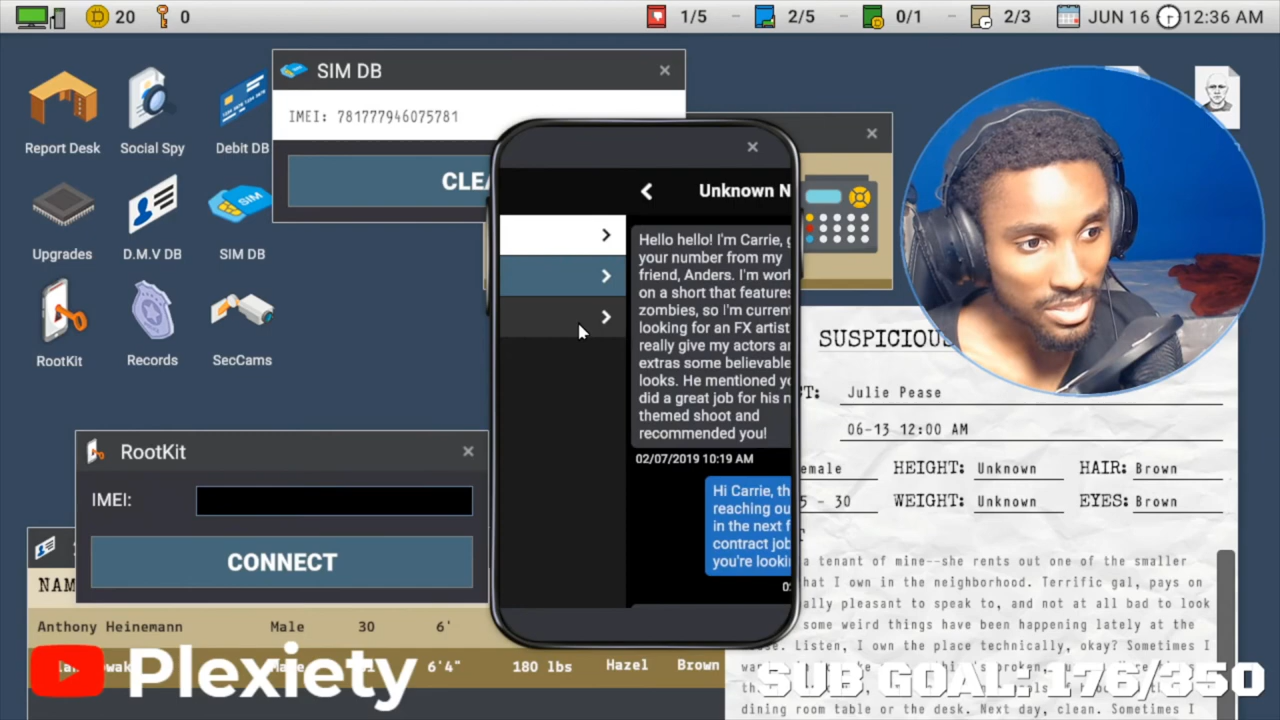 20
0
1/5
2/5
0/1
2/3
JUN 16
12:36 AM
SIM DB
IMEI: 781777946075781
Report Desk
Social Spy
Debit DB
Upgrades
D.M.V DB
SIM DB
RootKit
Records
SecCams
Unknown N
Hello hello! I'm Carrie, g
your number from my
friend, Anders. I'm work
on a short that features
zombies, so I'm current
looking for an FX artist
really give my actors a
extras some believable
looks. He mentioned yo
did a great job for his
themed shoot and
recommended you!
02/07/2019 10:19 AM
Hi Carrie, th
reaching ou
in the next f
contract job
you're looki
SUSPICIOUS
Julie Pease
06-13 12:00 AM
HEIGHT: Unknown
HAIR: Brown
- 30
WEIGHT: Unknown
EYES: Brown
RootKit
IMEI:
CONNECT
Anthony Heinemann Male 30 6'
6'4" 180 lbs Hazel Brown
a tenant of mine--she rents out one of the smaller
hat I own in the neighborhood. Terrific gal, pays on
ally pleasant to speak to, and not at all bad to look
some weird things have been happening lately at the
Listen, I own the place technically, okay? Sometimes I
dining room table or the desk. Next day, clean. Sometimes I
Plexiety
SUB GOAL: 176/350